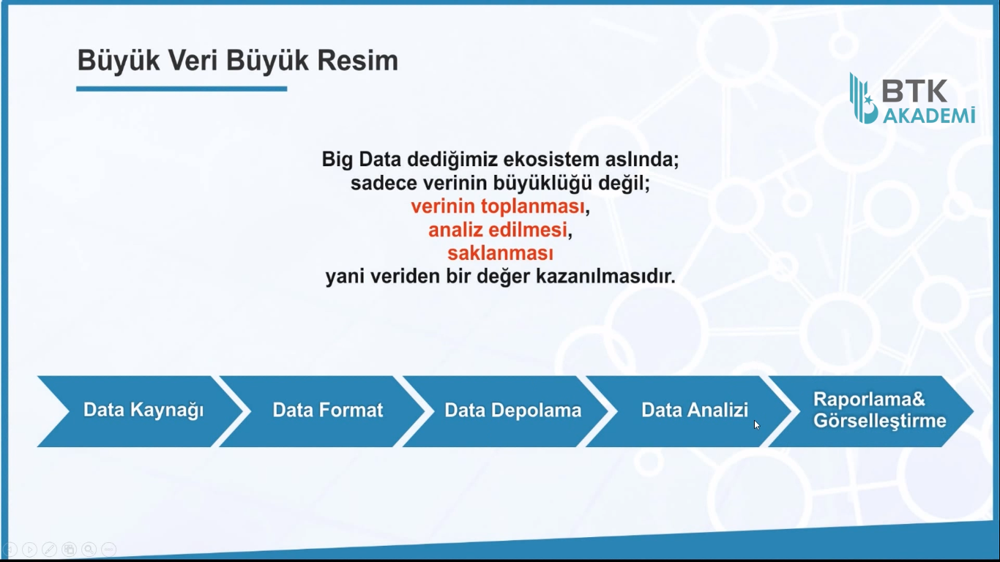 Büyük Veri Büyük Resim
BTK
AKADEMİ
Big Data dediğimiz ekosistem aslında;
sadece verinin büyüklüğü değil;
verinin toplanması,
analiz edilmesi,
saklanması
yani veriden bir değer kazanılmasıdır.
Data Kaynağı
Data Format
Data Depolama
Data Analizi
Raporlama&
Görselleştirme